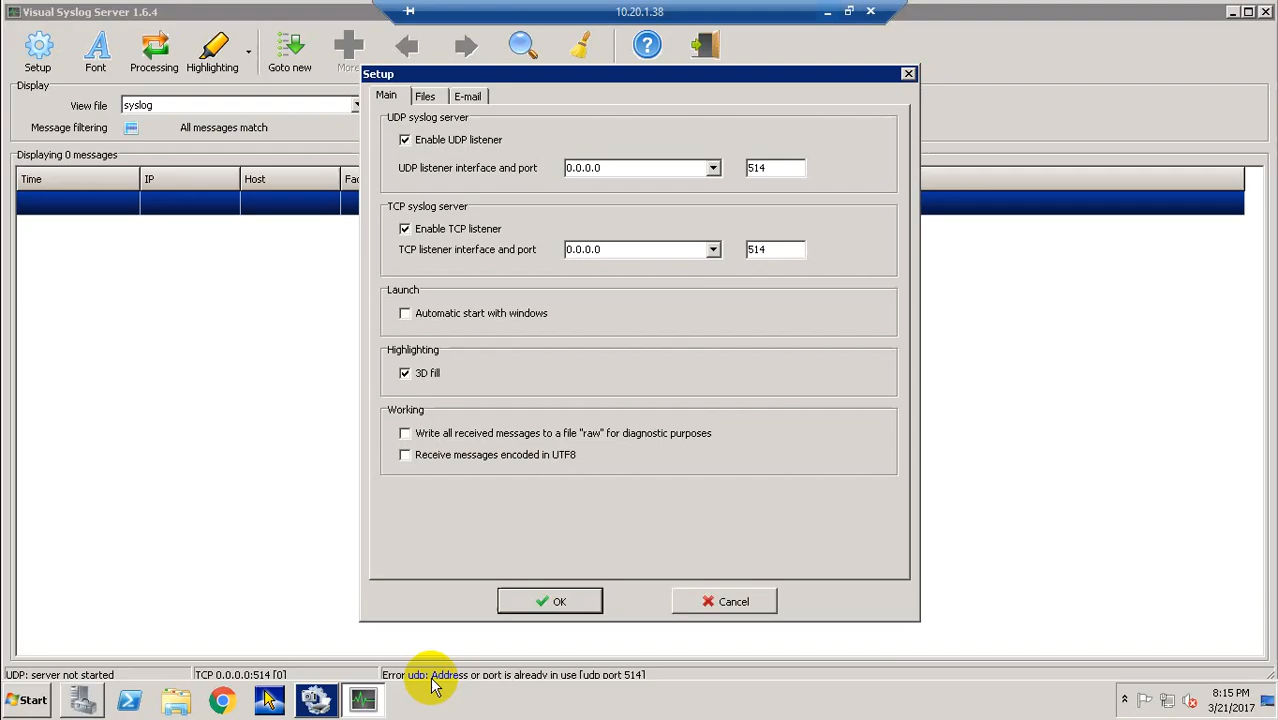 Visual Syslog Server 1.6.4
10.20.1.38
Setup
Font
Processing
Highlighting
Goto new
More
Display
View file
syslog
Message filtering
All messages match
Displaying 0 messages
Time
IP
Host
Fac
Setup
Main
Files
E-mail
UDP syslog server
Enable UDP listener
UDP listener interface and port
0.0.0.0
514
TCP syslog server
Enable TCP listener
TCP listener interface and port
0.0.0.0
514
Launch
Automatic start with windows
Highlighting
3D fill
Working
Write all received messages to a file "raw" for diagnostic purposes
Receive messages encoded in UTF8
OK
Cancel
UDP: server not started
TCP 0.0.0.0:514 [0]
Error udp: Address or port is already in use [udp port 514]
Start
8:15 PM
3/21/2017